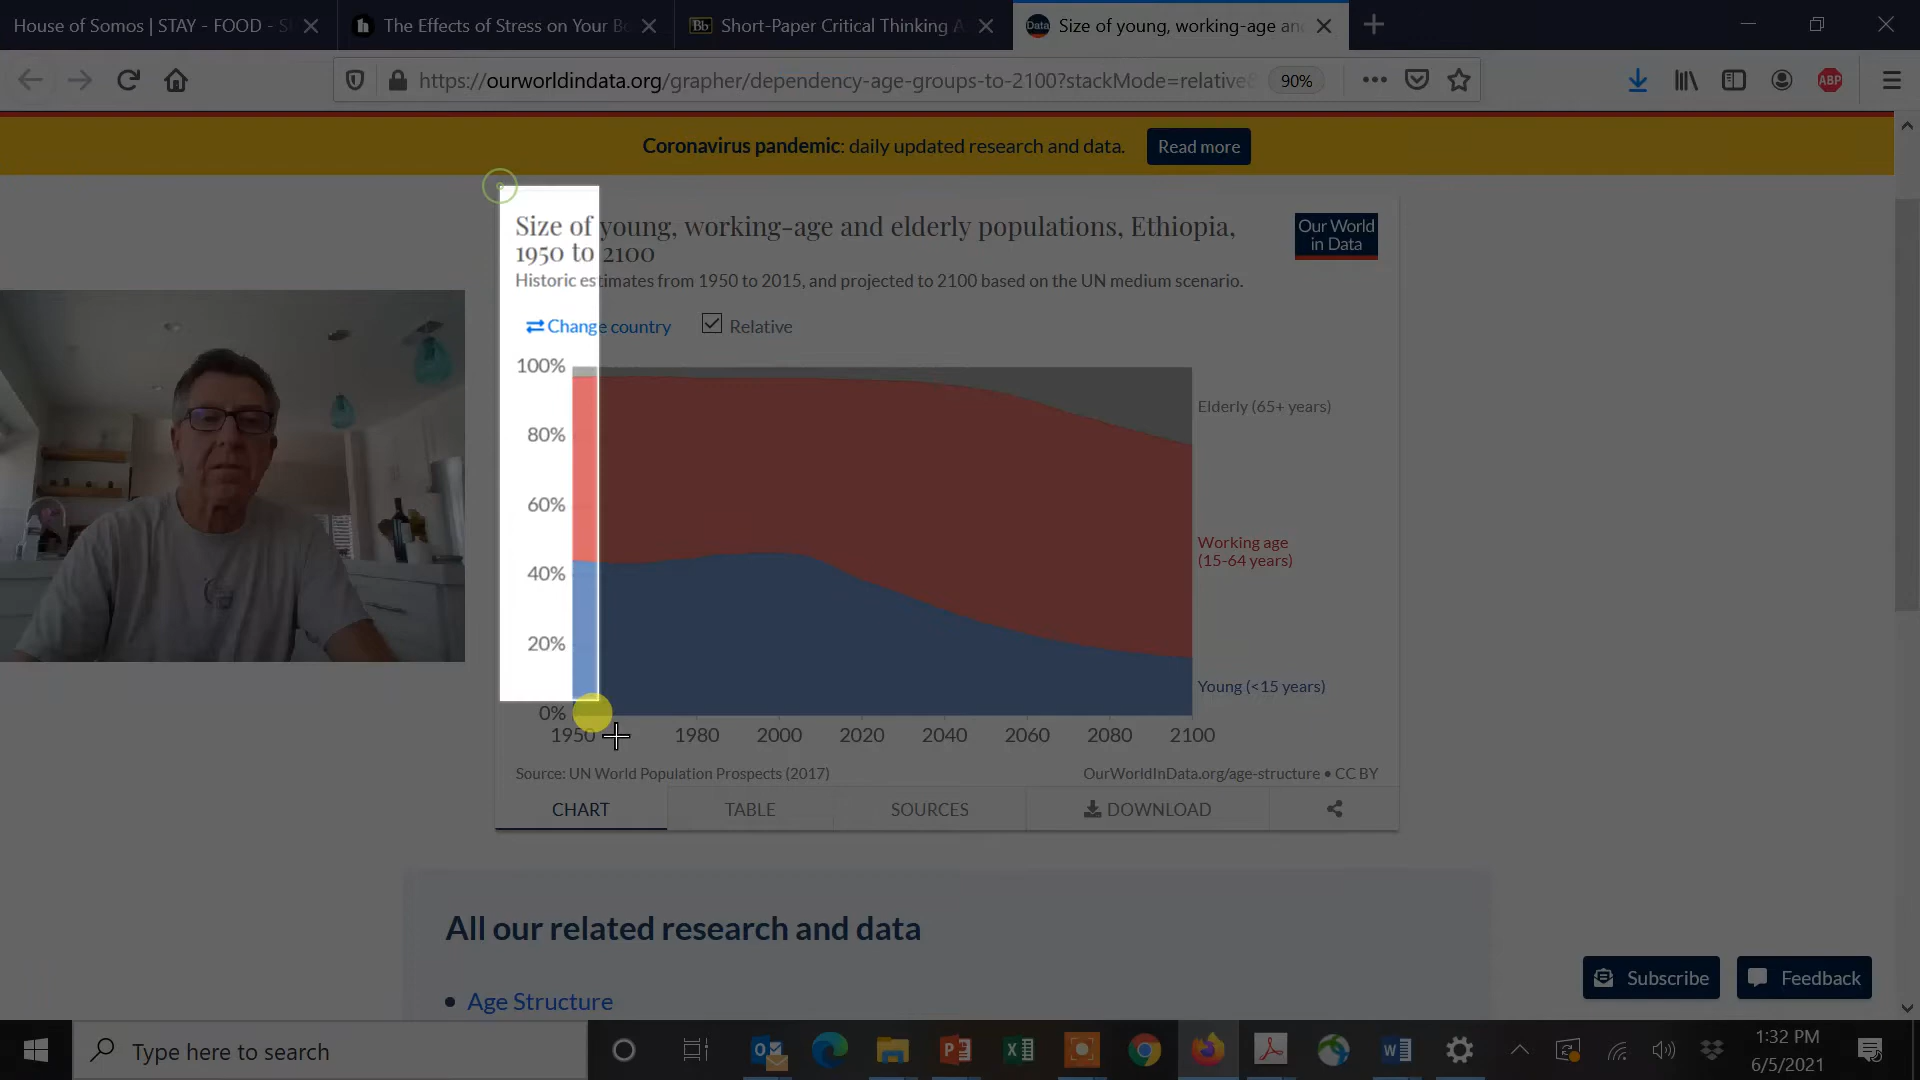 House of Somos | STAY - FOOD - S
The Effects of Stress on Your Bo
Bb
Short-Paper Critical Thinking A
Data
Size of young, working-age an
https://ourworldindata.org/grapher/dependency-age-groups-to-2100?stackMode=relative
90%
ABP
Coronavirus pandemic: daily updated research and data.
Read more
Size of young, working-age and elderly populations, Ethiopia,
1950 to 2100
Historic estimates from 1950 to 2015, and projected to 2100 based on the UN medium scenario.
Our World
in Data
Change country
Relative
100%
80%
60%
40%
20%
0%
Elderly (65+ years)
Working age
(15-64 years)
Young (<15 years)
1950
1980
2000
2020
2040
2060
2080
2100
Source: UN World Population Prospects (2017)
OurWorldInData.org/age-structure • CC BY
CHART
TABLE
SOURCES
DOWNLOAD
All our related research and data
• Age Structure
Subscribe
Feedback
Type here to search
1:32 PM
6/5/2021